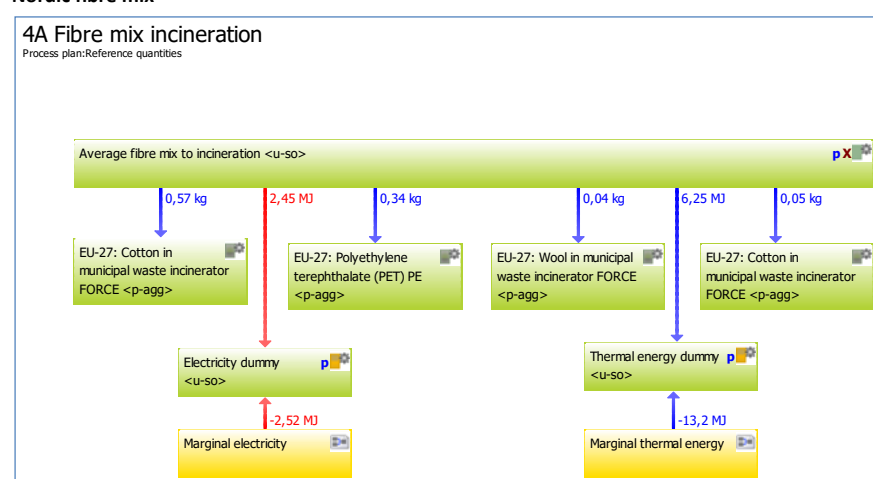 Nordic fibre mix
4A Fibre mix incineration
Process plan:Reference quantities
Average fibre mix to incineration <u-so>
p X
0,57 kg
2,45 MJ
0,34 kg
0,04 kg
6,25 MJ
0,05 kg
EU-27: Cotton in
municipal waste incinerator
FORCE <p-agg>
EU-27: Polyethylene
terephthalate (PET) PE
<p-agg>
EU-27: Wool in municipal
waste incinerator FORCE
<p-agg>
EU-27: Cotton in
municipal waste incinerator
FORCE <p-agg>
Electricity dummy
<u-so>
p
Thermal energy dummy
<u-so>
p
-2,52 MJ
-13,2 MJ
Marginal electricity
Marginal thermal energy